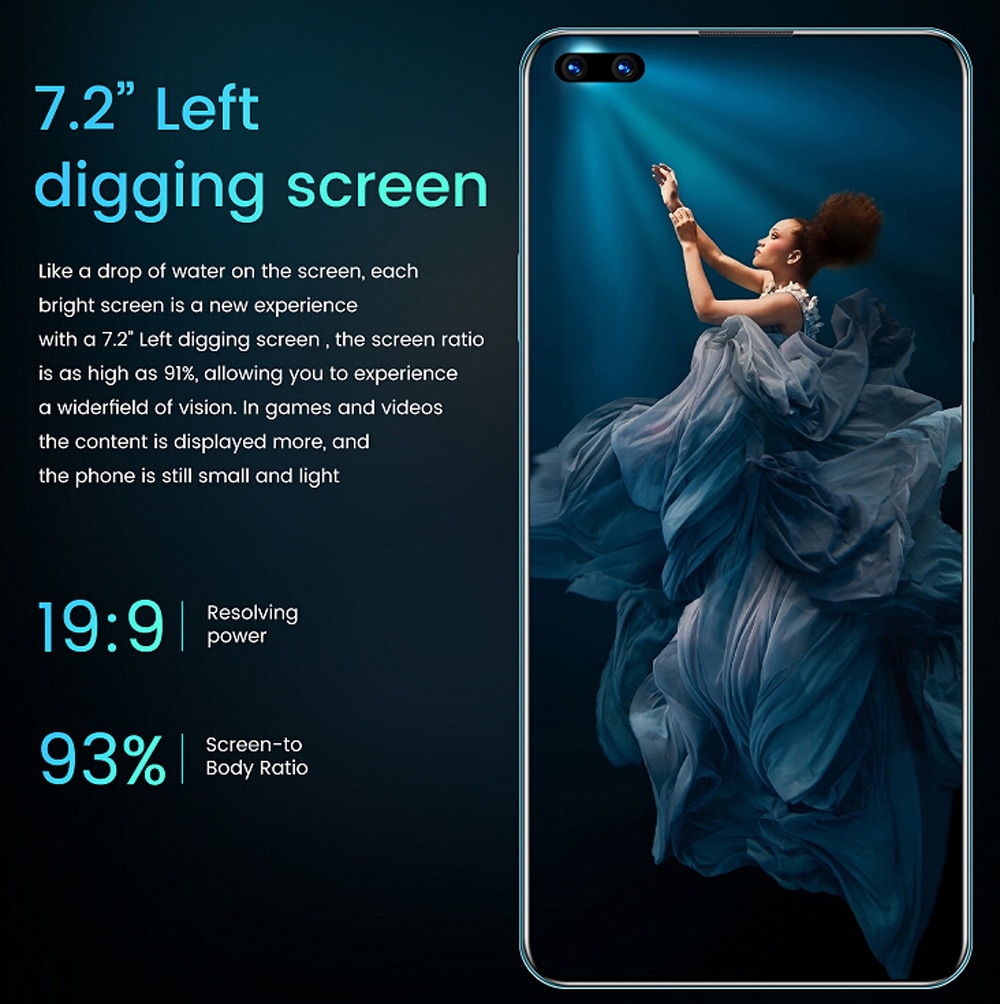 7.2” Left
digging screen
Like a drop of water on the screen, each
bright screen is a new experience
with a 7.2" Left digging screen , the screen ratio
is as high as 91%, allowing you to experience
a widerfield of vision. In games and videos
the content is displayed more, and
the phone is still small and light
19:9
Resolving
power
93%
Screen-to
Body Ratio